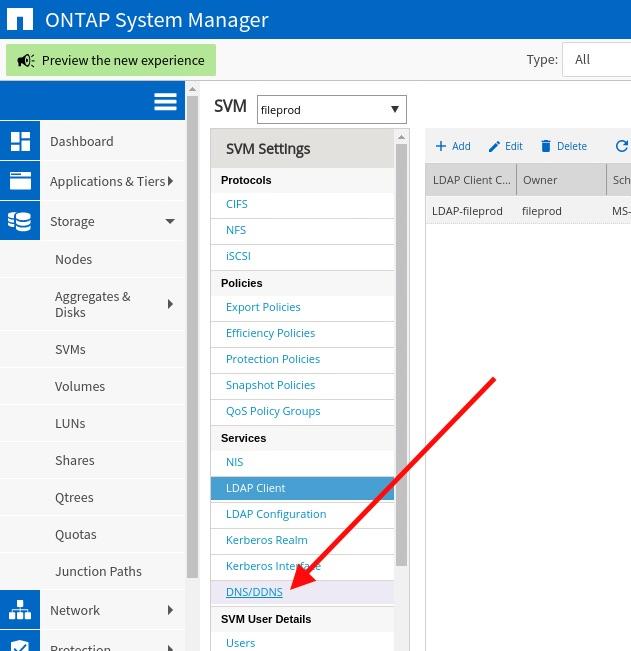 ONTAP System Manager
Preview the new experience
Type: All
SVM fileprod
Dashboard
Applications & Tiers
Storage
Nodes
Aggregates &
Disks
SVMs
Volumes
LUNs
Shares
Qtrees
Quotas
Junction Paths
Network
Protection
SVM Settings
Protocols
CIFS
NFS
iSCSI
Policies
Export Policies
Efficiency Policies
Protection Policies
Snapshot Policies
QoS Policy Groups
Services
NIS
LDAP Client
LDAP Configuration
Kerberos Realm
Kerberos Interface
DNS/DDNS
SVM User Details
Users
Add Edit Delete
LDAP Client C... Owner Sch
LDAP-fileprod fileprod MS-